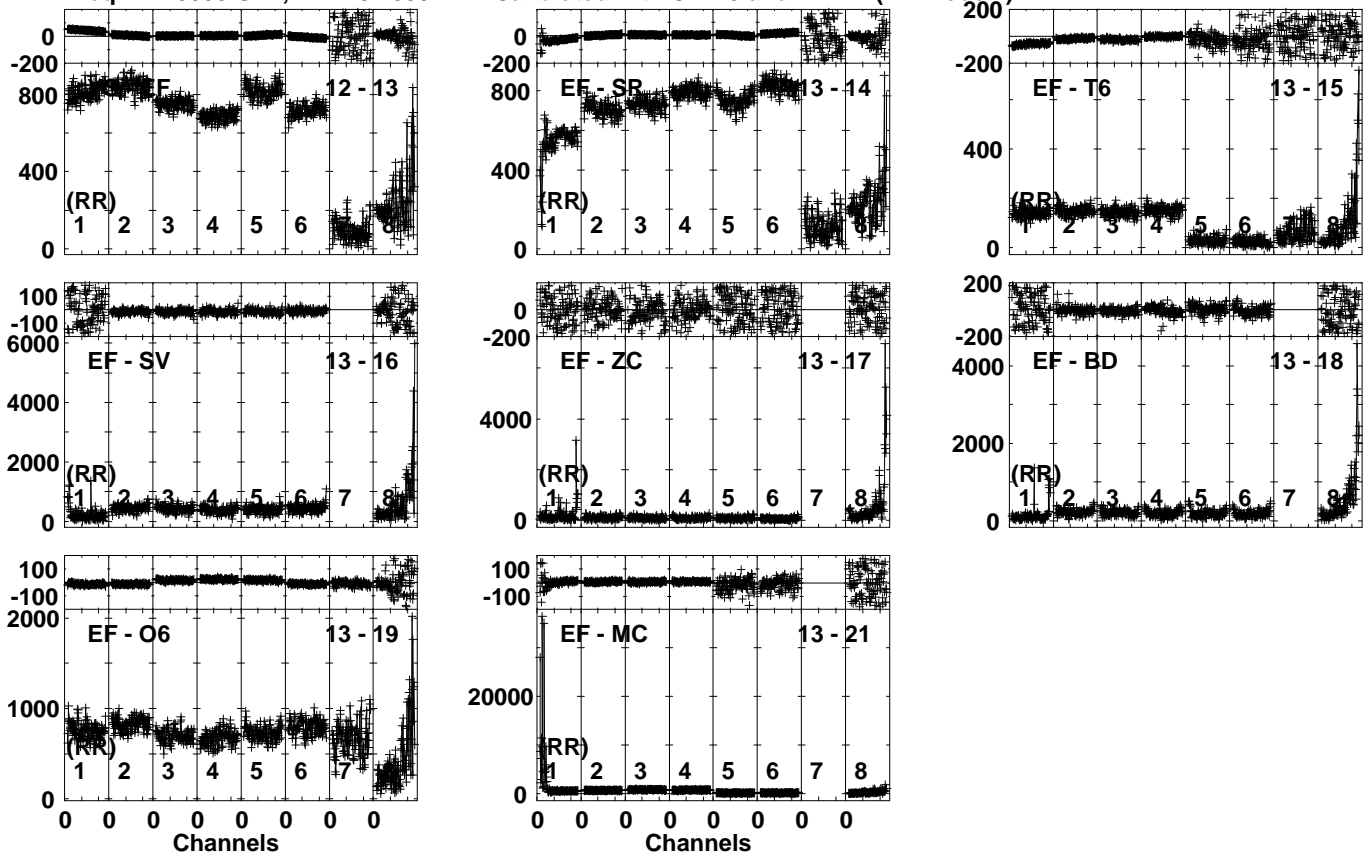 0
-200
800
400
0
EF
12 - 13
(RR)
1 2 3 4 5 6 8
0
-200
800
400
0
EF - SR
13 - 14
(RR)
1 2 3 4 5 6 8
200
0
-200
400
0
EF - T6
13 - 15
(RR)
1 2 3 4 5 6 7 8
100
-100
6000
4000
2000
0
EF - SV
13 - 16
(RR)
1 2 3 4 5 6 7 8
0
-200
4000
0
EF - ZC
13 - 17
(RR)
1 2 3 4 5 6 7 8
200
0
-200
4000
2000
0
EF - BD
13 - 18
(RR)
1 2 3 4 5 6 7 8
100
-100
2000
1000
0
EF - O6
13 - 19
(RR)
1 2 3 4 5 6 7 8
0 0 0 0 0 0 0 0
Channels
100
-100
20000
0
EF - MC
13 - 21
(RR)
1 2 3 4 5 6 7 8
0 0 0 0 0 0 0 0
Channels